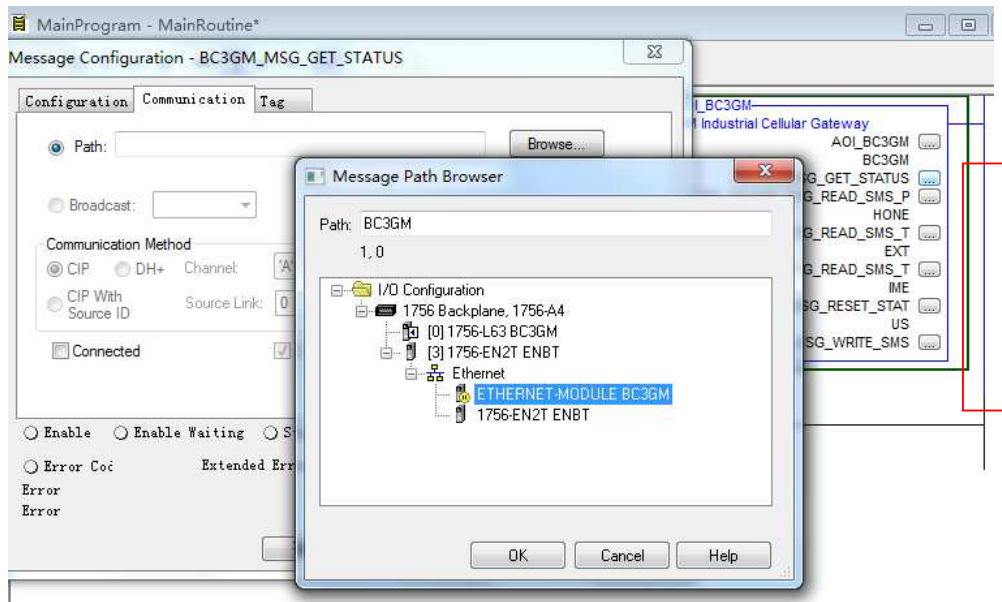 MainProgram - MainRoutine*
Message Configuration - BC3GM_MSG_GET_STATUS
Configuration Communication Tag
Path:
Browse...
Broadcast:
Communication Method
CIP DH+ Channel: 'A'
CIP With
Source ID
Source Link: 0
Connected
Enable Enable Waiting
Error Coć Extended Err
Error
Error
Message Path Browser
Path: BC3GM
1, 0
I/O Configuration
1756 Backplane, 1756-A4
[0] 1756-L63 BC3GM
[3] 1756-EN2T ENBT
Ethernet
ETHERNET-MODULE BC3GM
1756-EN2T ENBT
OK Cancel Help
I_BC3GM
Industrial Cellular Gateway
AOI_BC3GM ...
BC3GM
SG_GET_STATUS ...
G_READ_SMS_P ...
HONE
G_READ_SMS_T ...
EXT
G_READ_SMS_T ...
IME
SG_RESET_STAT ...
US
SG_WRITE_SMS ...